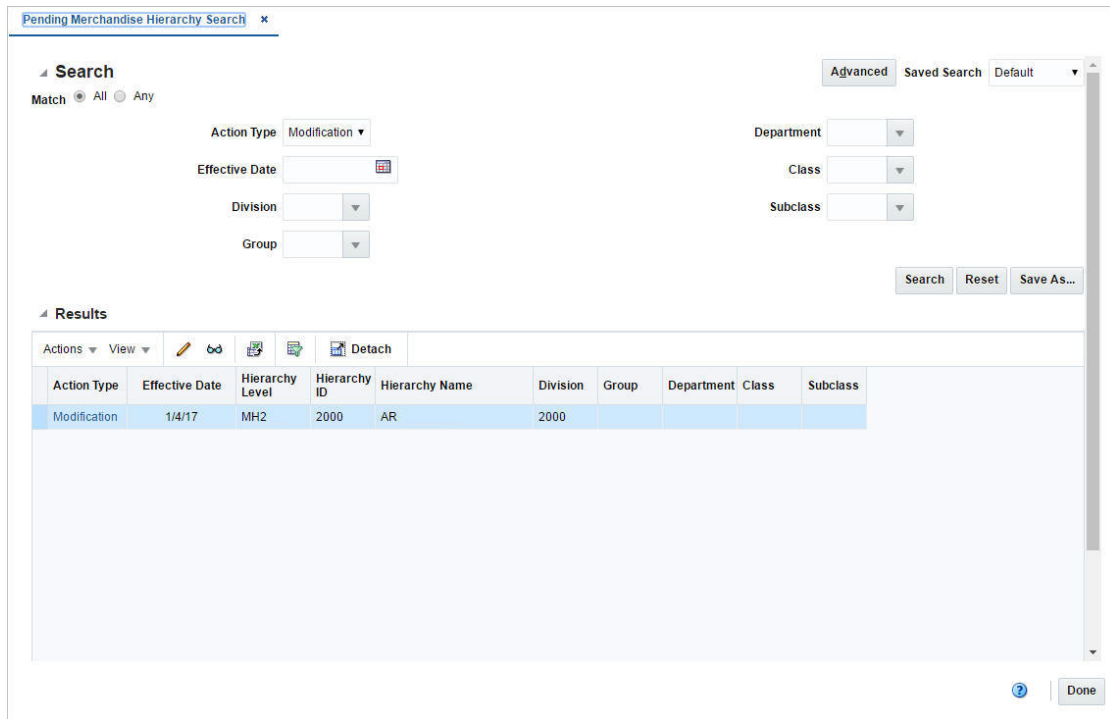 Pending Merchandise Hierarchy Search
Search
Advanced Saved Search Default
Match All Any
Action Type Modification Department
Effective Date Class
Division Subclass
Group
Search Reset Save As...
Results
Actions View Detach
Action Type Effective Date Hierarchy Level Hierarchy ID Hierarchy Name Division Group Department Class Subclass
Modification 1/4/17 MH2 2000 AR 2000
Done